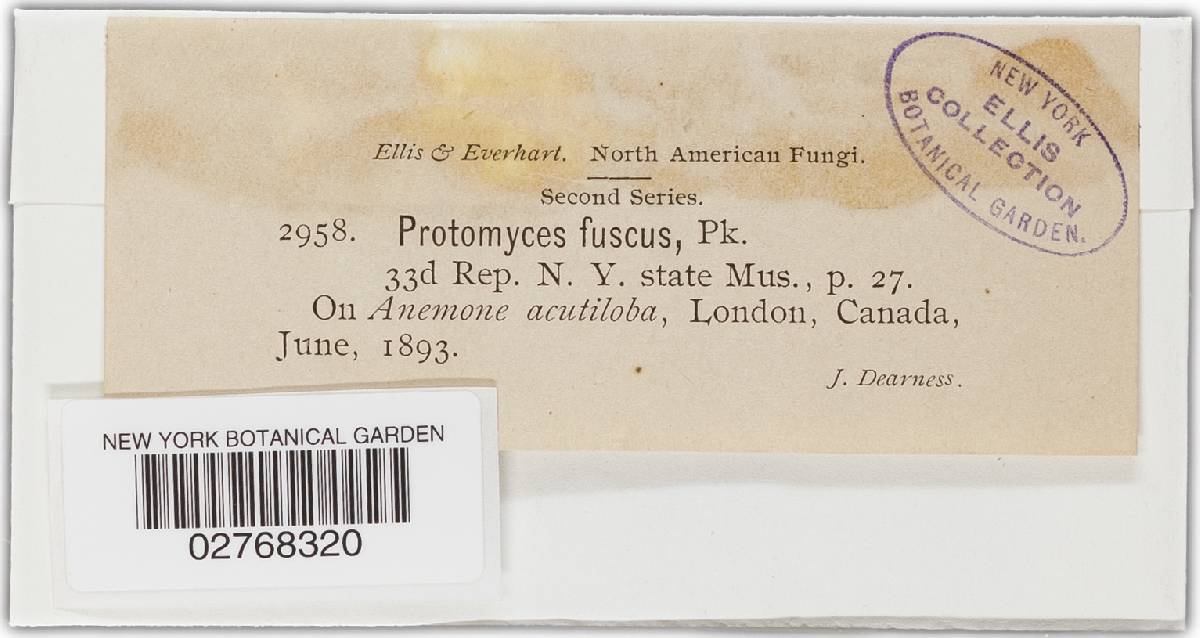 Ellis & Everhart. North American Fungi.
Second Series.
2958. Protomyces fuscus, Pk.
33d Rep. N. Y. state Mus., p. 27.
On Anemone acutiloba, London, Canada,
June, 1893.
J. Dearness.
NEW YORK
ELLIS
COLLECTION
BOTANICAL GARDEN.
NEW YORK BOTANICAL GARDEN
02768320